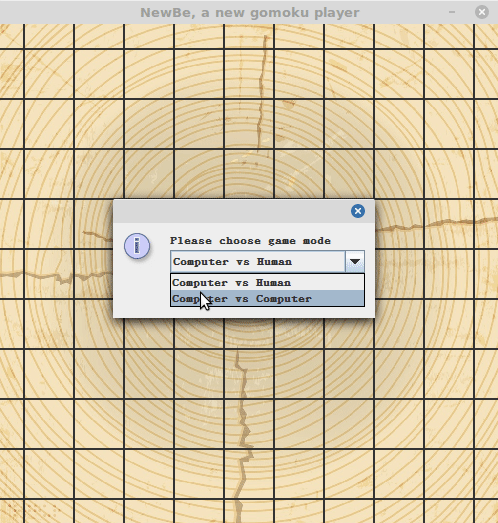 NewBe, a new gomoku player
Please choose game mode
Computer vs Human
Computer vs Human
Computer vs Computer